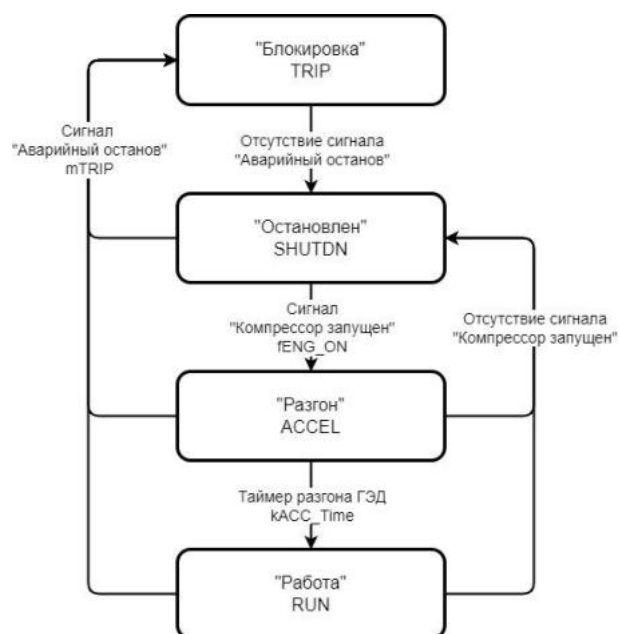 "Блокировка"
TRIP
Сигнал
"Аварийный останов"
mTRIP
Отсутствие сигнала
"Аварийный останов"
"Остановлен"
SHUTDN
Сигнал
"Компрессор запущен"
fENG_ON
Отсутствие сигнала
"Компрессор запущен"
"Разгон"
ACCEL
Таймер разгона ГЭД
kACC_Time
"Работа"
RUN